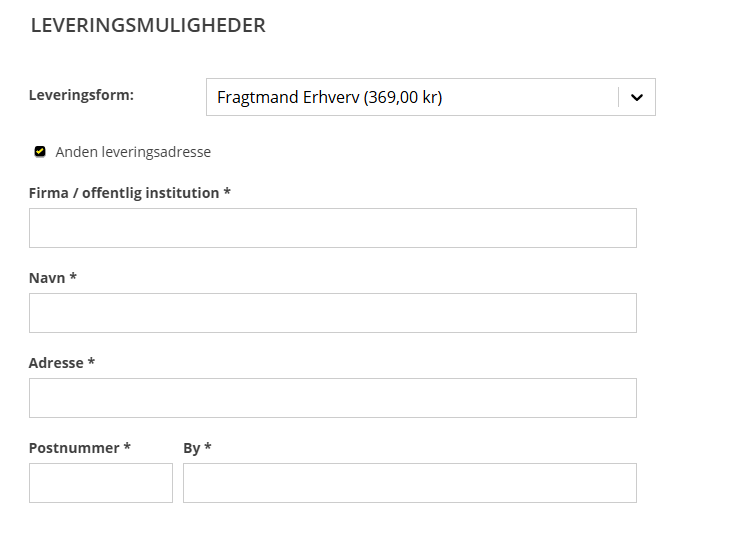 LEVERINGSMULIGHEDER
Leveringsform: Fragtmand Erhverv (369,00 kr)
Anden leveringsadresse
Firma / offentlig institution *
Navn *
Adresse *
Postnummer * By *